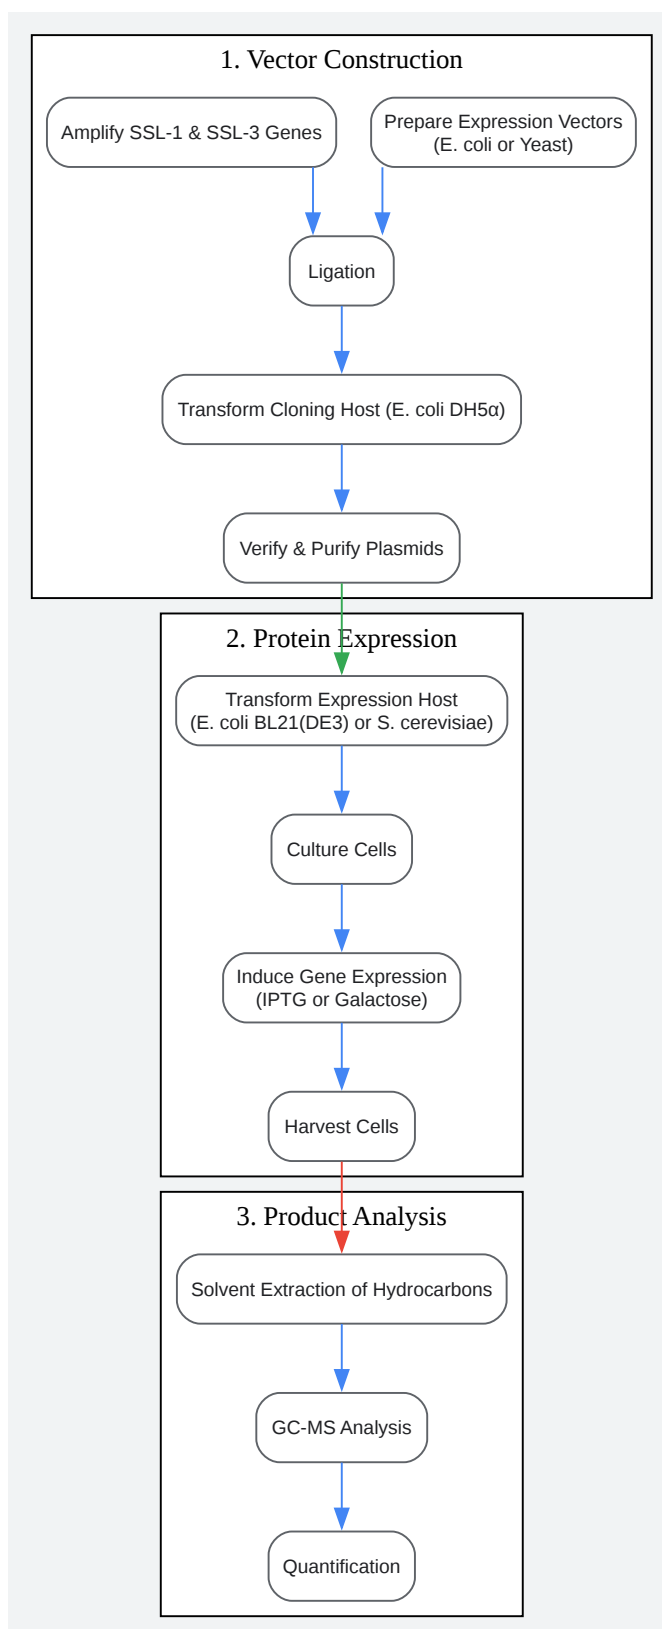 1. Vector Construction
Amplify SSL-1 & SSL-3 Genes
Prepare Expression Vectors
(E. coli or Yeast)
Ligation
Transform Cloning Host (E. coli DH5α)
Verify & Purify Plasmids
2. Protein Expression
Transform Expression Host
(E. coli BL21(DE3) or S. cerevisiae)
Culture Cells
Induce Gene Expression
(IPTG or Galactose)
Harvest Cells
3. Product Analysis
Solvent Extraction of Hydrocarbons
GC-MS Analysis
Quantification